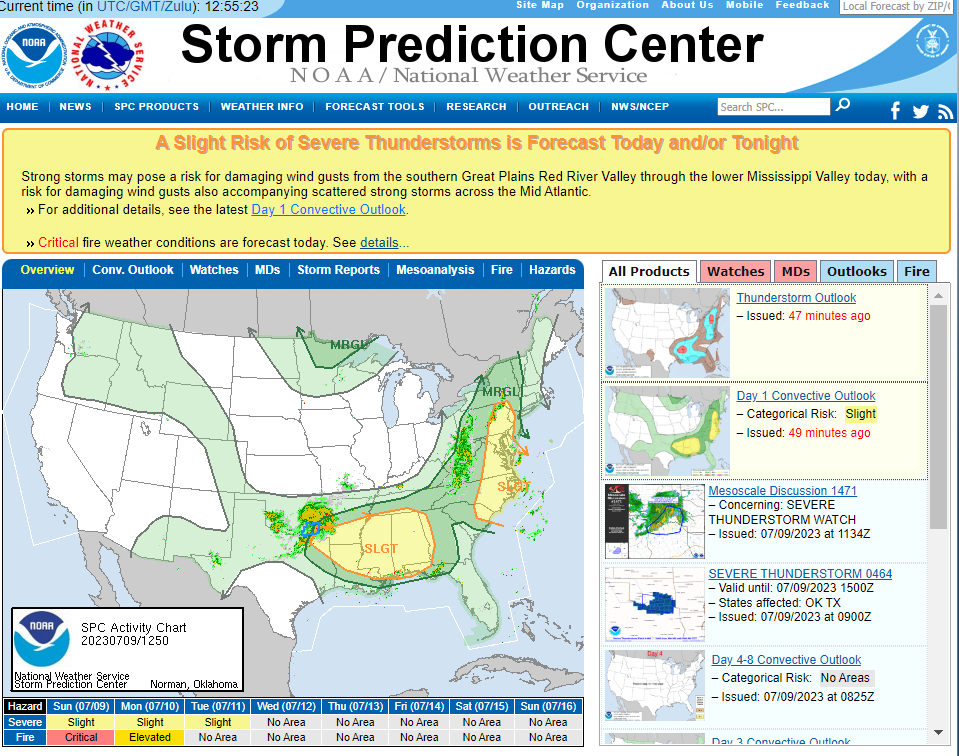 Current time (in UTC/GMT/Zulu): 12:55:23
Site Map Organization About Us Mobile Feedback
Local Forecast by ZIP/C
Storm Prediction Center
NOAA / National Weather Service
NATIONAL WEATHER SERVICE
NOAA
HOME NEWS SPC PRODUCTS WEATHER INFO FORECAST TOOLS RESEARCH OUTREACH NWS/NCEP
Search SPC...
A Slight Risk of Severe Thunderstorms is Forecast Today and/or Tonight
Strong storms may pose a risk for damaging wind gusts from the southern Great Plains Red River Valley through the lower Mississippi Valley today, with a
risk for damaging wind gusts also accompanying scattered strong storms across the Mid Atlantic.
» For additional details, see the latest Day 1 Convective Outlook.
» Critical fire weather conditions are forecast today. See details...
Overview Conv. Outlook Watches MDs Storm Reports Mesoanalysis Fire Hazards
MRGL
MRGL
SLGT
SLGT
NOAA
SPC Activity Chart
20230709/1250
National Weather Service
Storm Prediction Center Norman, Oklahoma
Hazard Sun (07/09) Mon (07/10) Tue (07/11) Wed (07/12) Thu (07/13) Fri (07/14) Sat (07/15) Sun (07/16)
Severe Slight Slight Slight No Area No Area No Area No Area No Area
Fire Critical Elevated No Area No Area No Area No Area No Area No Area
All Products Watches MDs Outlooks Fire
Thunderstorm Outlook
– Issued: 47 minutes ago
Day 1 Convective Outlook
– Categorical Risk: Slight
– Issued: 49 minutes ago
Mesoscale Discussion 1471
– Concerning: SEVERE
THUNDERSTORM WATCH
– Issued: 07/09/2023 at 1134Z
SEVERE THUNDERSTORM 0464
– Valid until: 07/09/2023 1500Z
– States affected: OK TX
– Issued: 07/09/2023 at 0900Z
Day 4
Day 4-8 Convective Outlook
– Categorical Risk: No Areas
– Issued: 07/09/2023 at 0825Z
Day 3 Convective Outlook